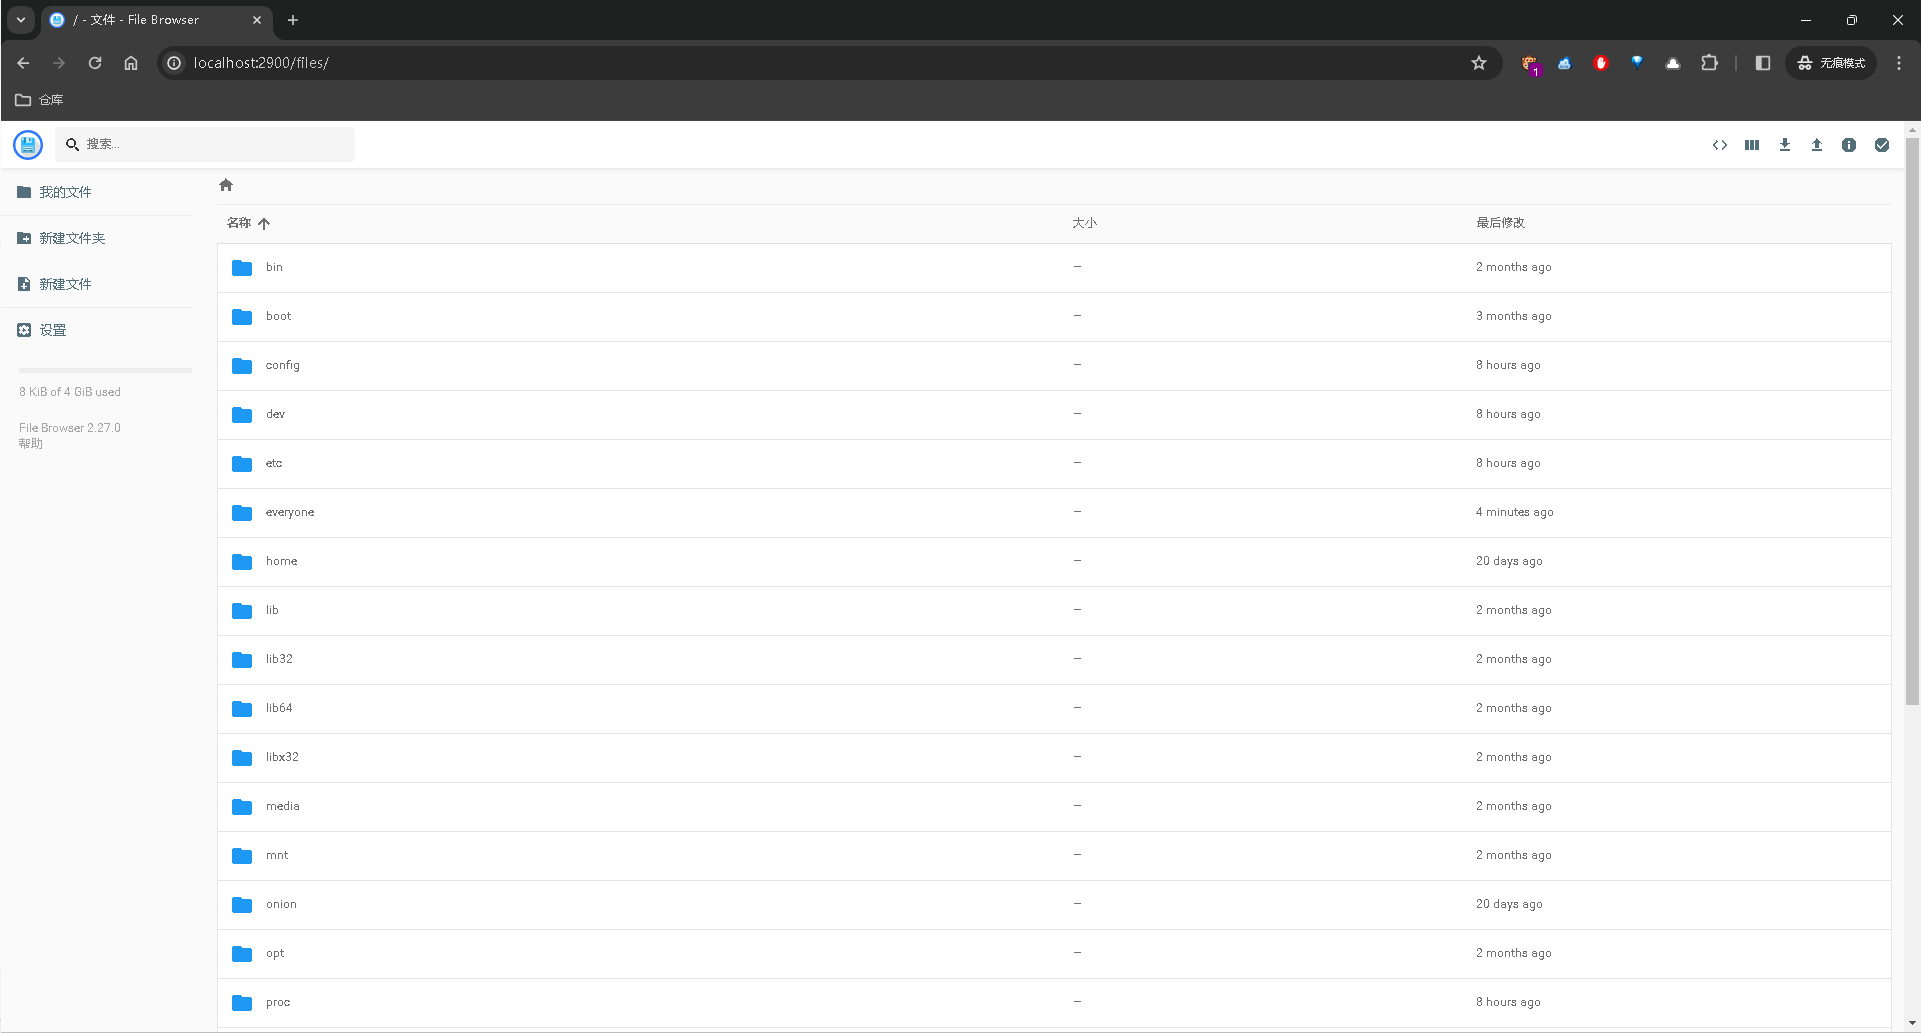 / - 文件 - File Browser
localhost:2900/files/
1
无痕模式
仓库
搜索...
我的文件
新建文件夹
新建文件
设置
8 KiB of 4 GiB used
File Browser 2.27.0
帮助
名称 大小 最后修改
bin — 2 months ago
boot — 3 months ago
config — 8 hours ago
dev — 8 hours ago
etc — 8 hours ago
everyone — 4 minutes ago
home — 20 days ago
lib — 2 months ago
lib32 — 2 months ago
lib64 — 2 months ago
libx32 — 2 months ago
media — 2 months ago
mnt — 2 months ago
onion — 20 days ago
opt — 2 months ago
proc — 8 hours ago